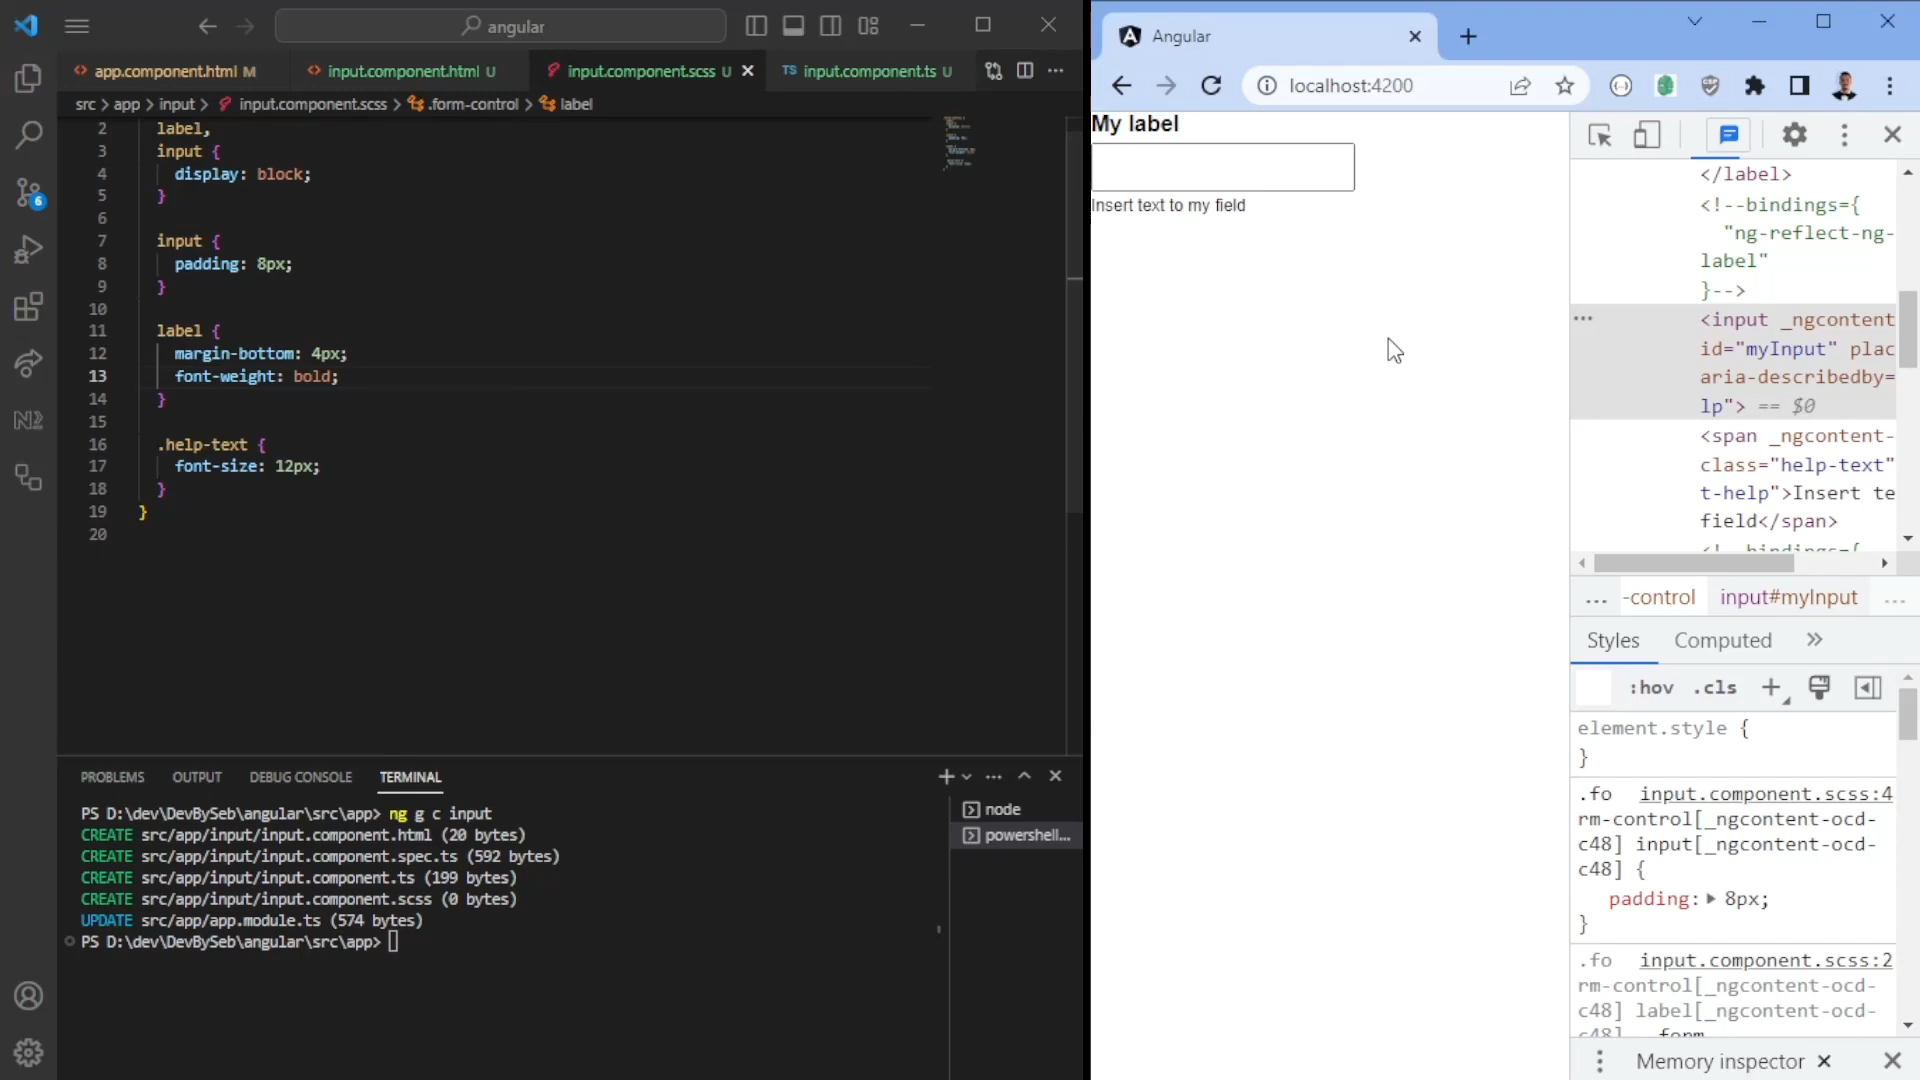 angular
app.component.html M
input.component.html U
input.component.scss U
TS input.component.ts U
src > app > input > input.component.scss > .form-control > label
2 label,
3 input {
4 display: block;
5 }
6
7 input {
8 padding: 8px;
9 }
10
11 label {
12 margin-bottom: 4px;
13 font-weight: bold;
14 }
15
16 .help-text {
17 font-size: 12px;
18 }
19 }
20
6
PROBLEMS OUTPUT DEBUG CONSOLE TERMINAL
PS D:\dev\DevBySeb\angular\src\app> ng g c input
CREATE src/app/input/input.component.html (20 bytes)
CREATE src/app/input/input.component.spec.ts (592 bytes)
CREATE src/app/input/input.component.ts (199 bytes)
CREATE src/app/input/input.component.scss (0 bytes)
UPDATE src/app/app.module.ts (574 bytes)
PS D:\dev\DevBySeb\angular\src\app>
node
powershell...
Angular
localhost:4200
My label
Insert text to my field
</label>
<!--bindings={
"ng-reflect-ng-
label"
}-->
<input _ngcontent
id="myInput" plac
aria-describedby=
lp"> == $0
<span _ngcontent-
class="help-text"
t-help">Insert te
field</span>
<!--bindings={
... -control input#myInput ...
Styles Computed »
:hov .cls
element.style {
}
.fo input.component.scss:4
rm-control[_ngcontent-ocd-
c48] input[_ngcontent-ocd-
c48] {
padding: 8px;
}
.fo input.component.scss:2
rm-control[_ngcontent-ocd-
c48] label[_ngcontent-ocd-
c48], .form
Memory inspector